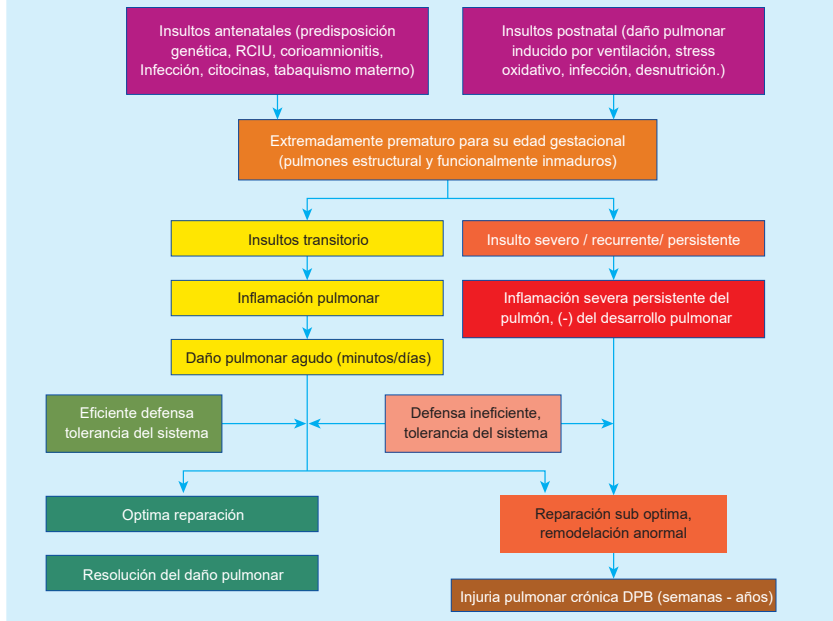 Insultos antenatales (predisposición
genética, RCIU, corioamnionitis,
Infección, citocinas, tabaquismo materno)
Insultos postnatal (daño pulmonar
inducido por ventilación, stress
oxidativo, infección, desnutrición.)
Extremadamente prematuro para su edad gestacional
(pulmones estructural y funcionalmente inmaduros)
Insultos transitorio
Insulto severo / recurrente/ persistente
Inflamación pulmonar
Inflamación severa persistente del
pulmón, (-) del desarrollo pulmonar
Daño pulmonar agudo (minutos/días)
Eficiente defensa
tolerancia del sistema
Defensa ineficiente,
tolerancia del sistema
Optima reparación
Reparación sub optima,
remodelación anormal
Resolución del daño pulmonar
Injuria pulmonar crónica DPB (semanas - años)